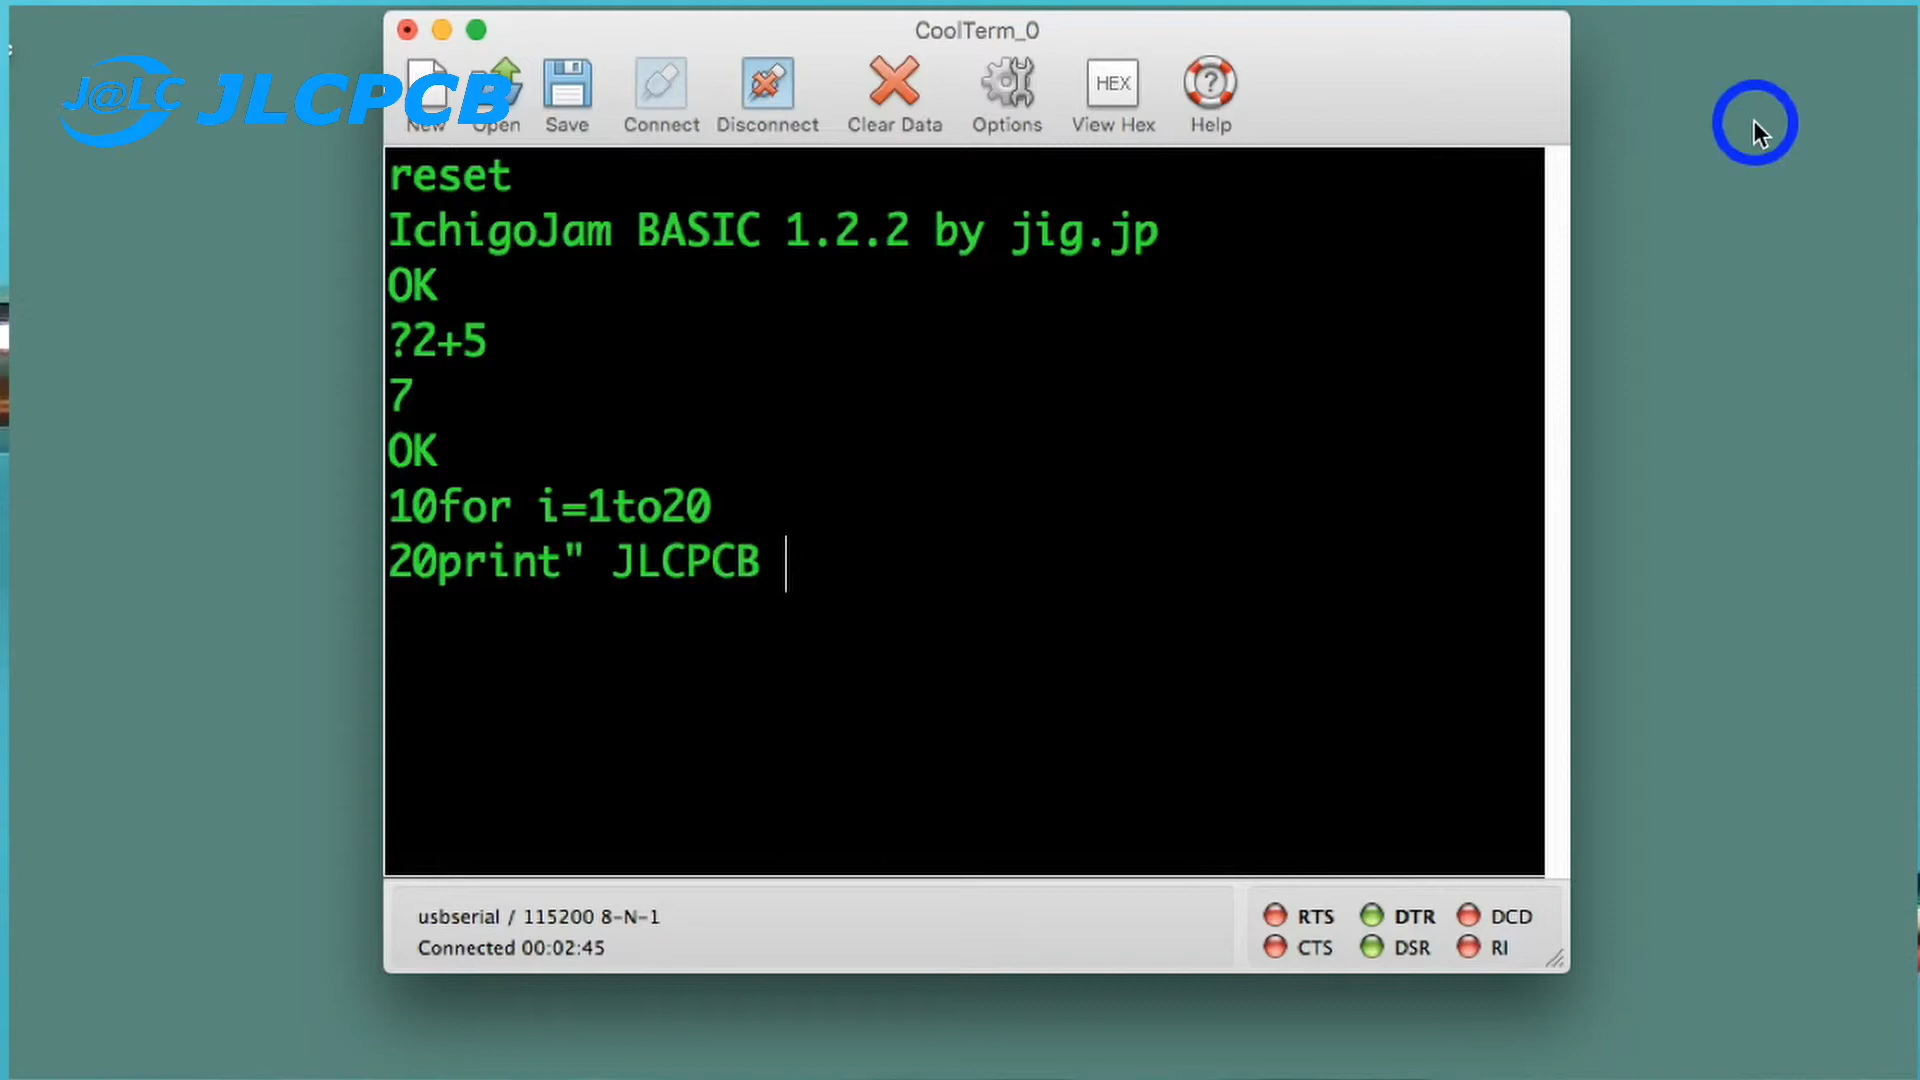 CoolTerm_0
J@LC JLCPCB
New Open Save Connect Disconnect Clear Data Options View Hex Help
HEX
reset
IchigoJam BASIC 1.2.2 by jig.jp
OK
?2+5
7
OK
10for i=1to20
20print" JLCPCB
usbserial / 115200 8-N-1
Connected 00:02:45
RTS DTR DCD
CTS DSR RI